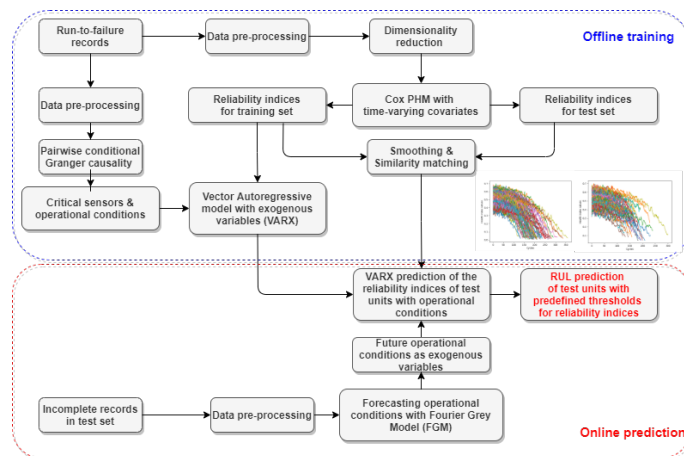 Run-to-failure
records
Data pre-processing
Dimensionality
reduction
Offline training
Data pre-processing
Reliability indices
for training set
Cox PHM with
time-varying covariates
Reliability indices
for test set
Pairwise conditional
Granger causality
Smoothing &
Similarity matching
Critical sensors &
operational conditions
Vector Autoregressive
model with exogenous
variables (VARX)
VARX prediction of the
reliability indices of test
units with operational
conditions
RUL prediction
of test units with
predefined thresholds
for reliability indices
Future operational
conditions as exogenous
variables
Incomplete records
in test set
Data pre-processing
Forecasting operational
conditions with Fourier Grey
Model (FGM)
Online prediction